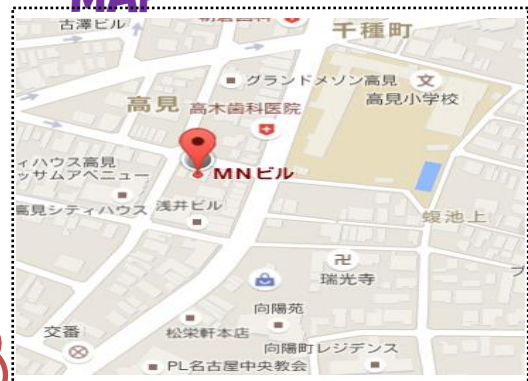 MAP
古澤ビル
朝倉歯科
千種町
グランドメゾン高見
文
高見小学校
高見
高木歯科医院
ィハウス高見
ッサムアベニュー
MNビル
高見シティハウス
浅井ビル
蝮池上
卍
瑞光寺
向陽苑
交番
松栄軒本店
向陽町レジデンス
PL名古屋中央教会